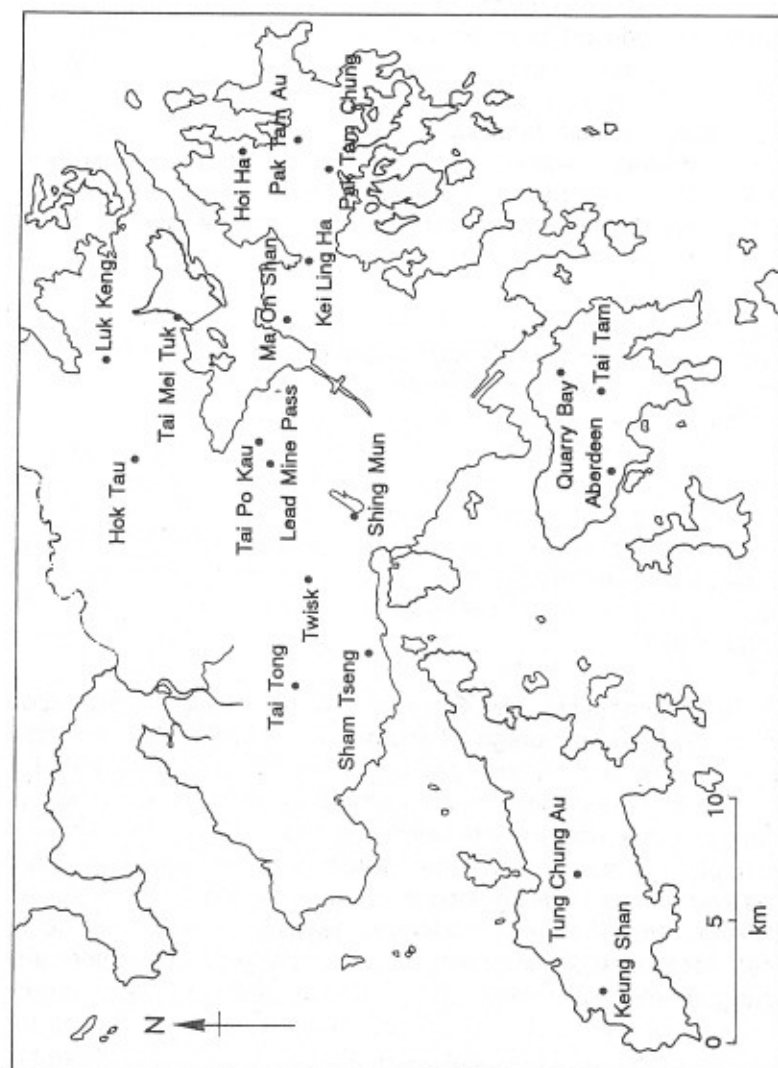 Luk Keng
Hok Tau
Tai Mei Tuk
Hoi Ha
Pak Tam Au
Pak Tam Chung
Ma On Shan
Kei Ling Ha
Tai Po Kau
Lead Mine Pass
Shing Mun
Twisk
Tai Tong
Sham Tseng
Quarry Bay
Tai Tam
Aberdeen
Tung Chung Au
Keung Shan
N
0 5 10
km